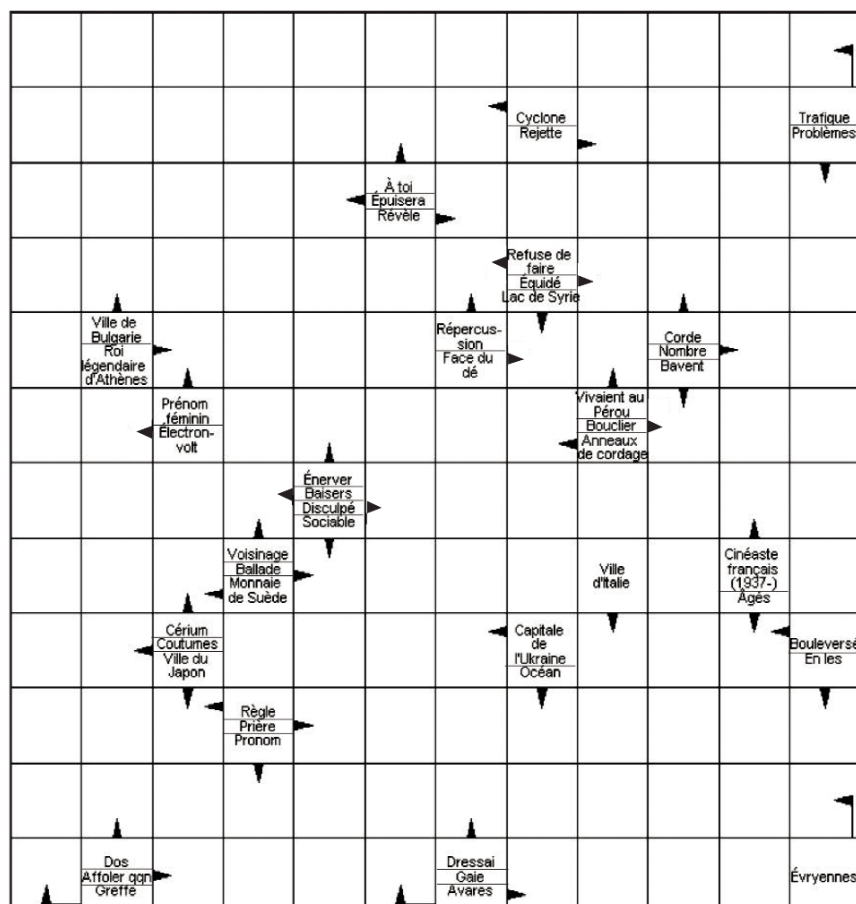 Cyclone
Rejette
Trafique
Problèmes
À toi
Épuisera
Révèle
Refuse de
faire
Équidé
Lac de Syrie
Ville de
Bulgarie
Roi
légendaire
d'Athènes
Répercus-
sion
Face du
dé
Corde
Nombre
Bavent
Prénom
féminin
Électron-
volt
Vivaient au
Pérou
Bouclier
Anneaux
de cordage
Énerver
Baisers
Disculpé
Sociable
Voisinage
Ballade
Monnaie
de Suède
Ville
d'Italie
Cinéaste
français
(1937-)
Âgés
Cérium
Coutumes
Ville du
Japon
Capitale
de
l'Ukraine
Océan
Bouleversé
En les
Règle
Prière
Pronom
Dos
Affoler qqn
Greffe
Dressai
Gaie
Avares
Évryennes